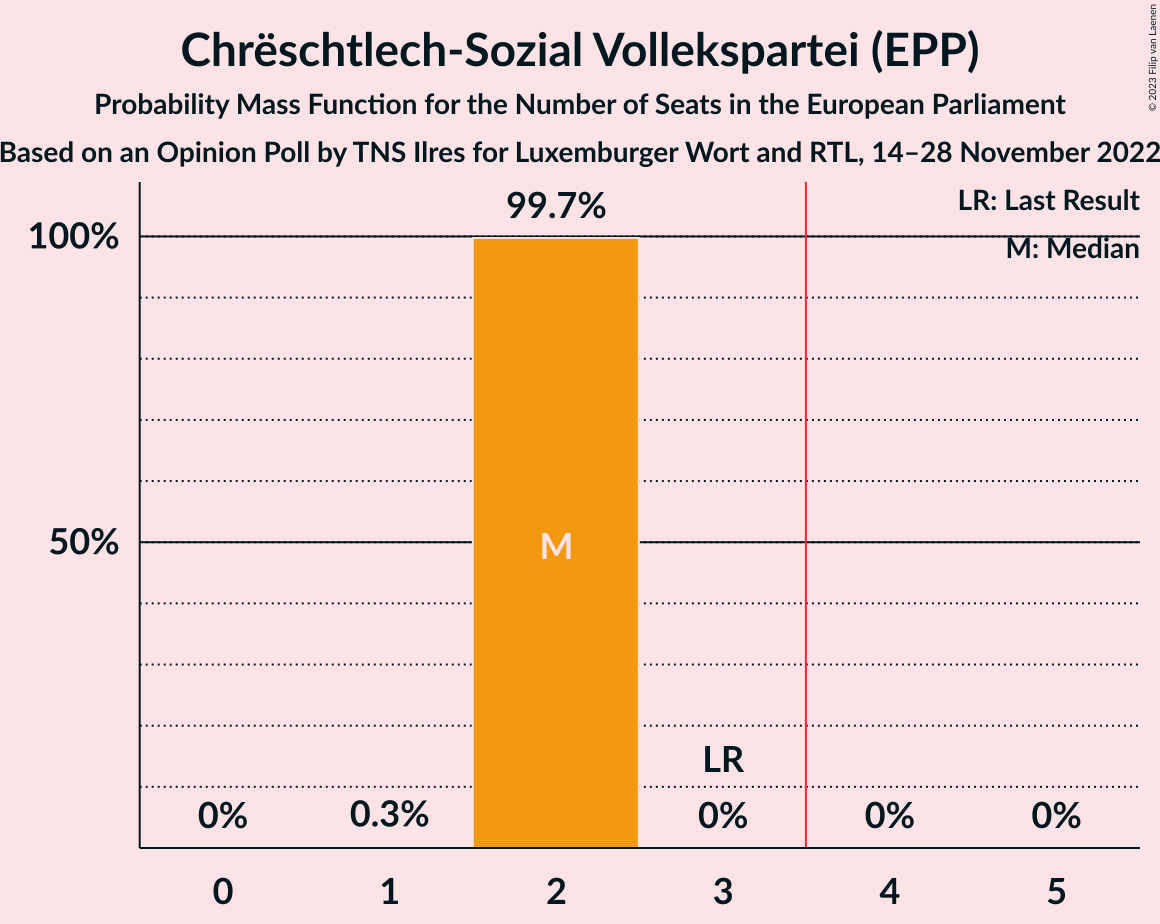 Chrëschtlech-Sozial Vollekspartei (EPP)
Probability Mass Function for the Number of Seats in the European Parliament
Based on an Opinion Poll by TNS Ilres for Luxemburger Wort and RTL, 14–28 November 2022
© 2023 Filip van Laenen
LR: Last Result
M: Median
99.7%
100%
50%
M
LR
0%
0.3%
0%
0%
0%
0 1 2 3 4 5